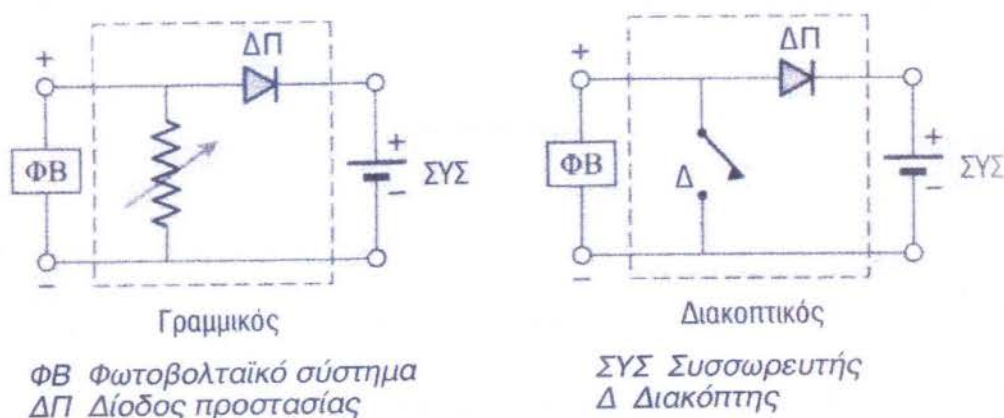 + ΔΠ
ΦΒ
+
ΣΥΣ
−
−
Γραμμικός
+ ΔΠ
ΦΒ
Δ
+
ΣΥΣ
−
−
Διακοπτικός
ΦΒ Φωτοβολταϊκό σύστημα
ΔΠ Δίοδος προστασίας
ΣΥΣ Συσσωρευτής
Δ Διακόπτης